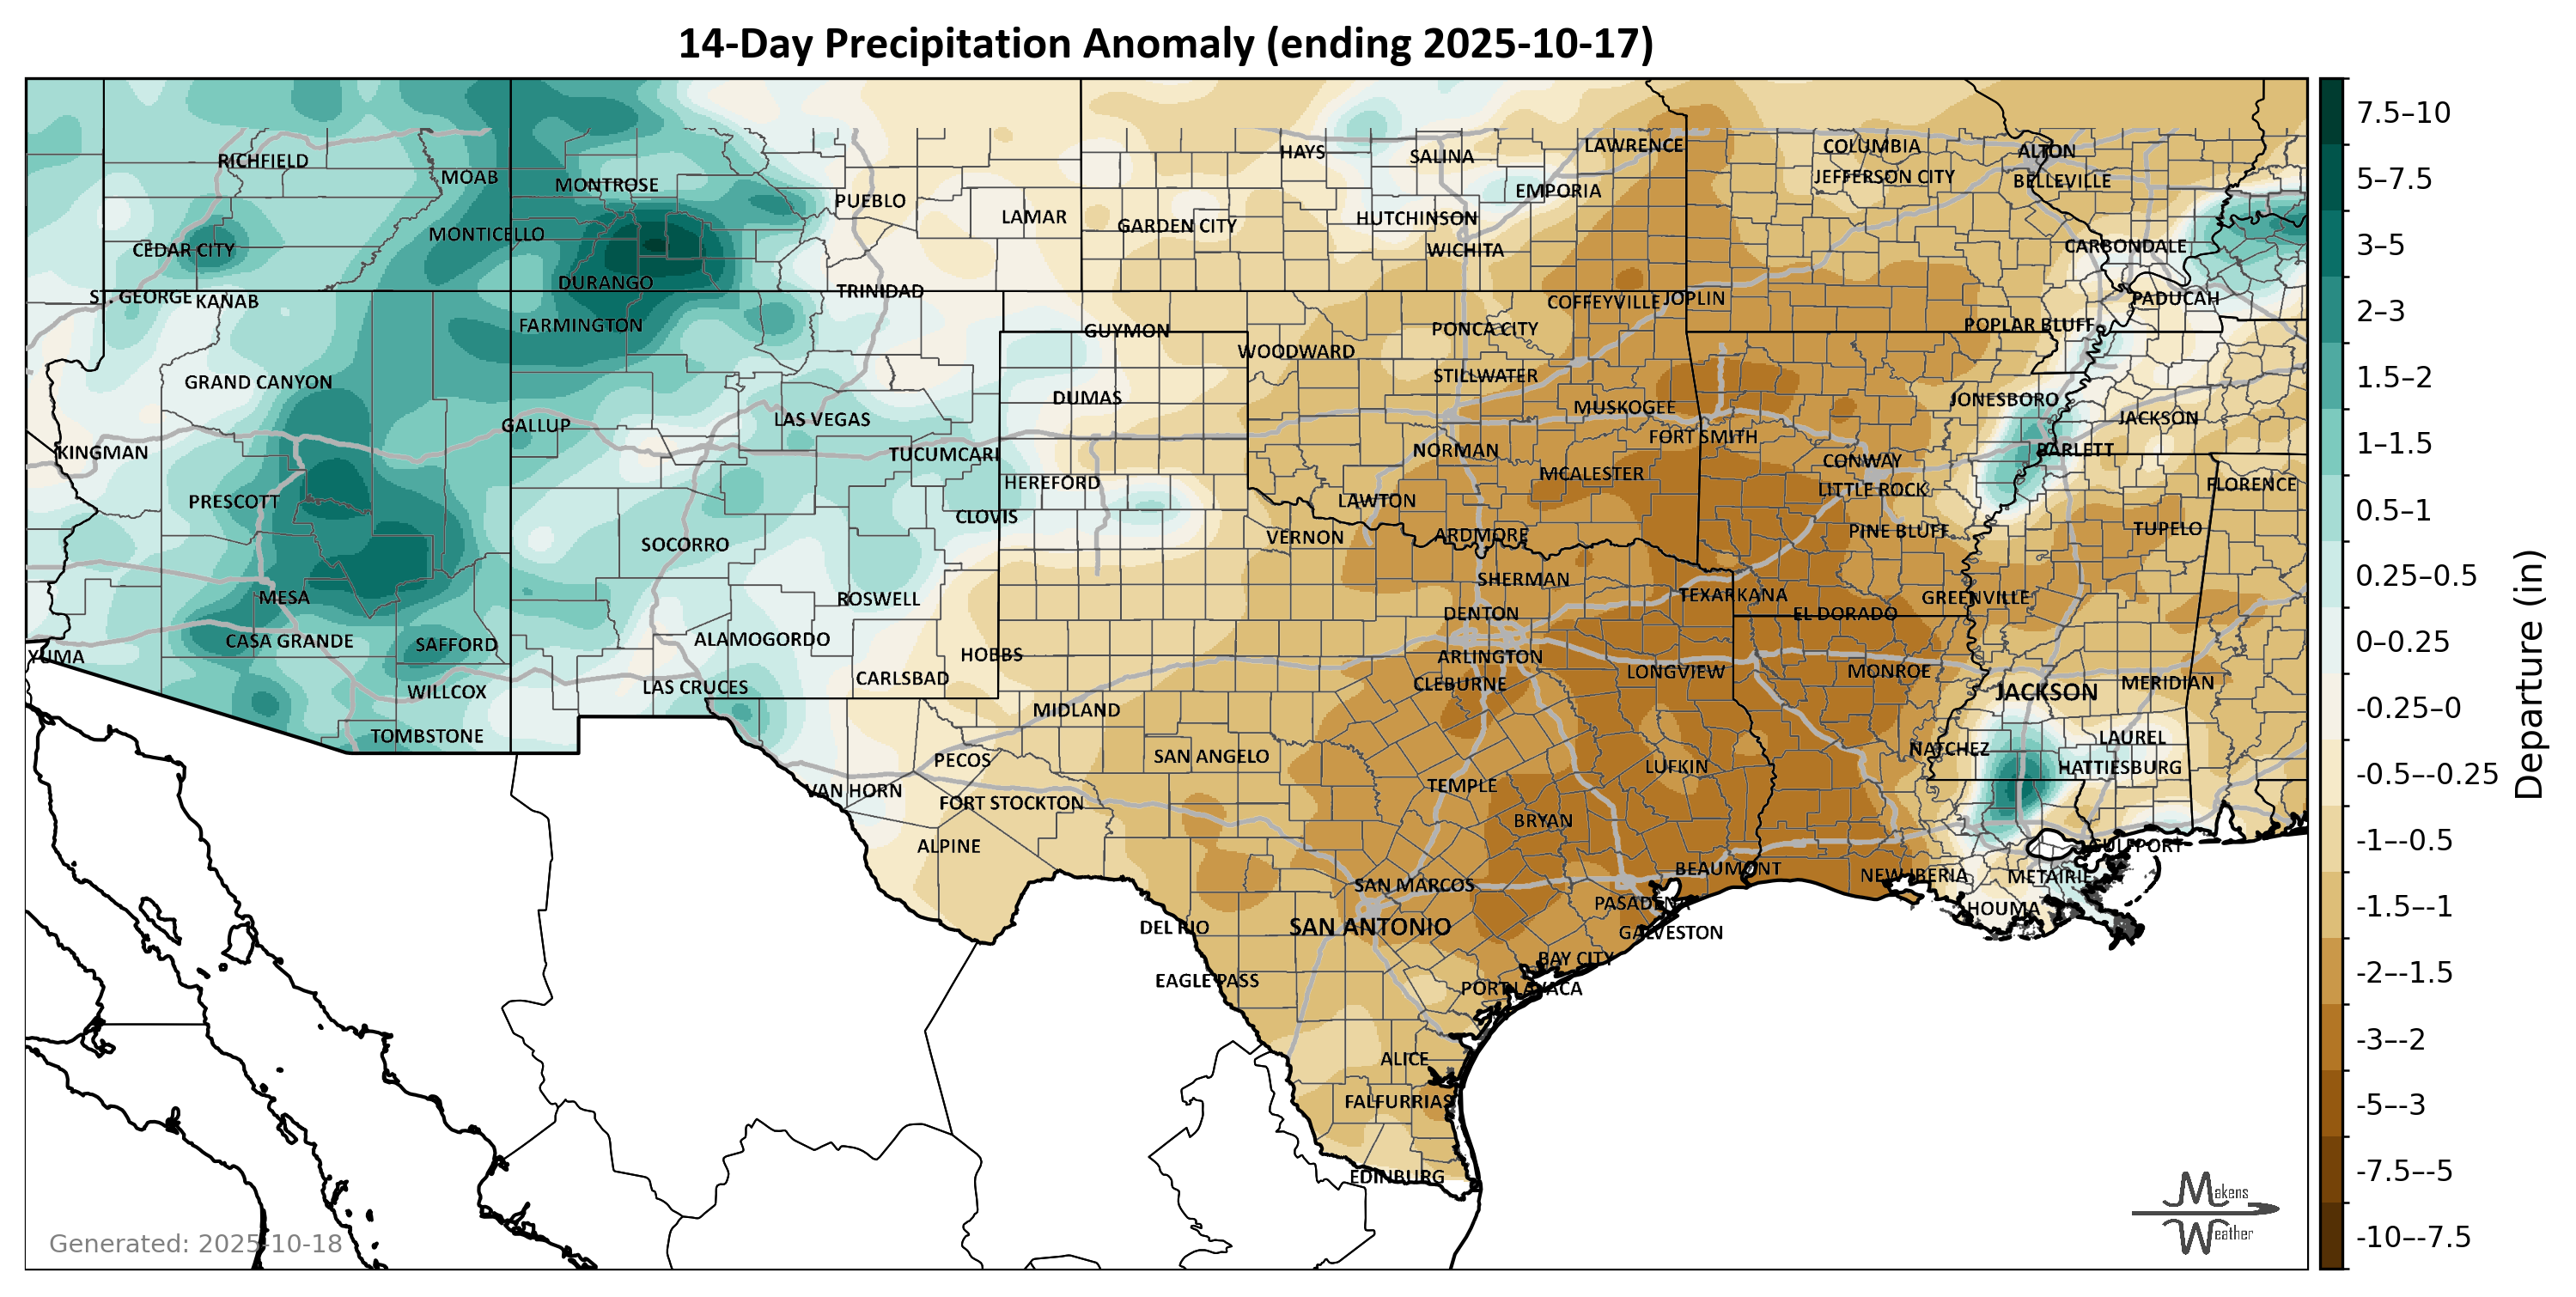 14-Day Precipitation Anomaly (ending 2025-10-17)
RICHFIELD
MOAB
MONTROSE
PUEBLO
LAMAR
HAYS
SALINA
LAWRENCE
COLUMBIA
ALTON
JEFFERSON CITY
BELLEVILLE
EMPORIA
GARDEN CITY
HUTCHINSON
CEDAR CITY
MONTICELLO
WICHITA
CARBONDALE
DURANGO
TRINIDAD
ST. GEORGE
KANAB
COFFEYVILLE
JOPLIN
PADUCAH
FARMINGTON
GUYMON
PONCA CITY
POPLAR BLUFF
WOODWARD
GRAND CANYON
STILLWATER
DUMAS
MUSKOGEE
JONESBORO
JACKSON
GALLUP
LAS VEGAS
FORT SMITH
KINGMAN
TUCUMCARI
NORMAN
BARLETT
CONWAY
PRESCOTT
HEREFORD
MCALESTER
LITTLE ROCK
FLORENCE
LAWTON
CLOVIS
PINE BLUFF
TUPELO
SOCORRO
VERNON
ARDMORE
SHERMAN
MESA
ROSWELL
TEXARKANA
GREENVILLE
DENTON
EL DORADO
CASA GRANDE
SAFFORD
ALAMOGORDO
YUMA
HOBBS
ARLINGTON
LONGVIEW
MONROE
CARLSBAD
CLEBURNE
MERIDIAN
WILLCOX
LAS CRUCES
JACKSON
MIDLAND
TOMBSTONE
LAUREL
PECOS
SAN ANGELO
NATCHEZ
LUFKIN
HATTIESBURG
VAN HORN
TEMPLE
FORT STOCKTON
BRYAN
ALPINE
GULFPORT
BEAUMONT
NEW IBERIA
METAIRIE
SAN MARCOS
PASADENA
HOUMA
DEL RIO
SAN ANTONIO
GALVESTON
BAY CITY
EAGLE PASS
PORT LAVACA
ALICE
FALFURRIAS
EDINBURG
Generated: 2025-10-18
Makens
Weather
7.5–10
5–7.5
3–5
2–3
1.5–2
1–1.5
0.5–1
0.25–0.5
0–0.25
-0.25–0
-0.5–-0.25
-1–-0.5
-1.5–-1
-2–-1.5
-3–-2
-5–-3
-7.5–-5
-10–-7.5
Departure (in)